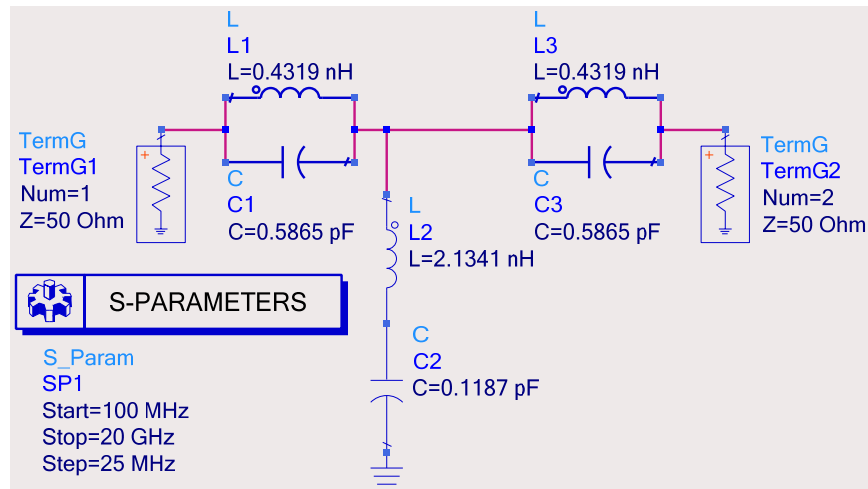 L
L1
L=0.4319 nH
L
L3
L=0.4319 nH
TermG
TermG1
Num=1
Z=50 Ohm
+
C
C1
C=0.5865 pF
C
C3
C=0.5865 pF
+
TermG
TermG2
Num=2
Z=50 Ohm
L
L2
L=2.1341 nH
S-PARAMETERS
S_Param
SP1
Start=100 MHz
Stop=20 GHz
Step=25 MHz
C
C2
C=0.1187 pF